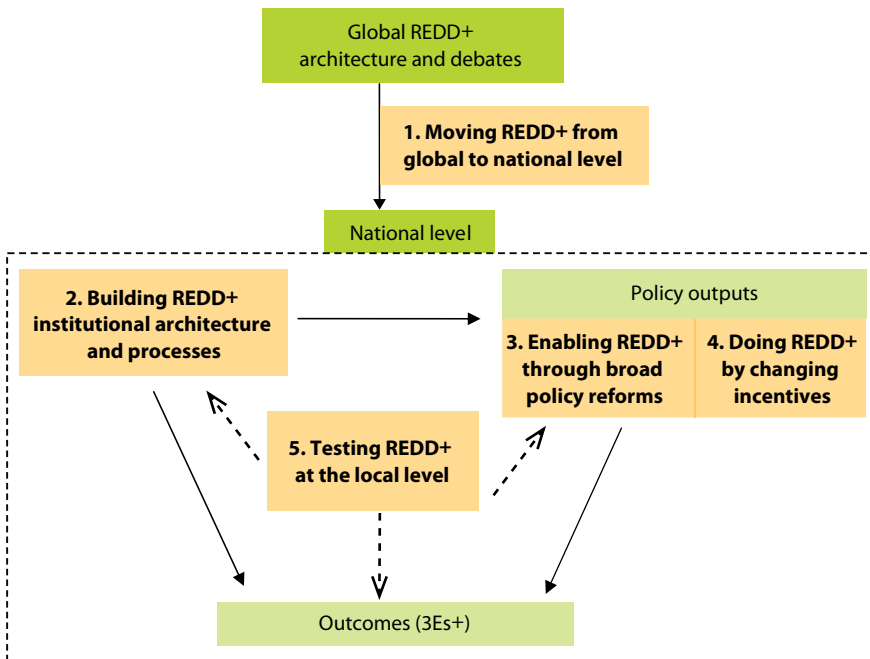 Global REDD+
architecture and debates
1. Moving REDD+ from
global to national level
National level
2. Building REDD+
institutional architecture
and processes
Policy outputs
3. Enabling REDD+
through broad
policy reforms
4. Doing REDD+
by changing
incentives
5. Testing REDD+
at the local level
Outcomes (3Es+)